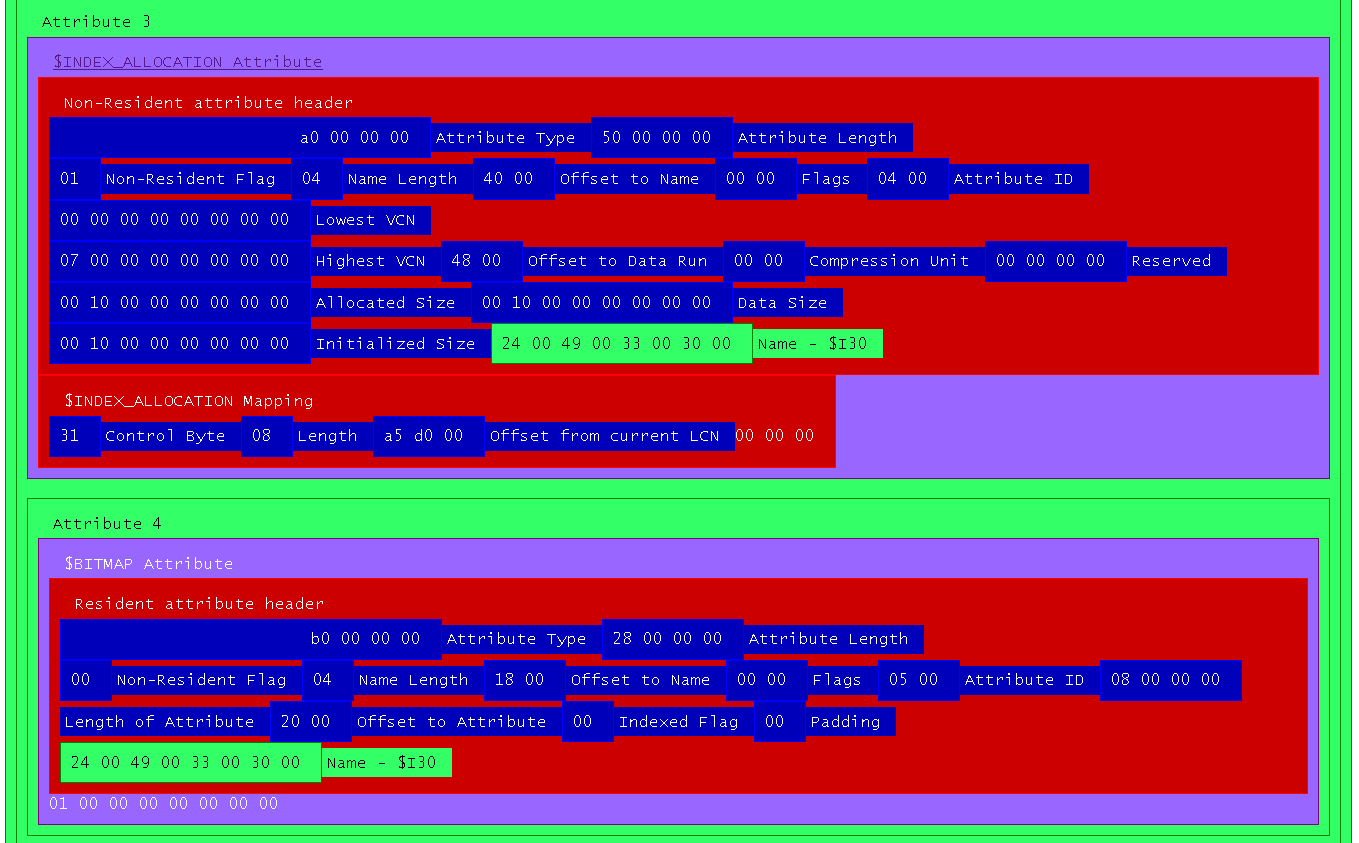 Attribute 3
$INDEX_ALLOCATION Attribute
Non-Resident attribute header
a0 00 00 00 Attribute Type 50 00 00 00 Attribute Length
01 Non-Resident Flag 04 Name Length 40 00 Offset to Name 00 00 Flags 04 00 Attribute ID
00 00 00 00 00 00 00 00 Lowest VCN
07 00 00 00 00 00 00 00 Highest VCN 48 00 Offset to Data Run 00 00 Compression Unit 00 00 00 00 Reserved
00 10 00 00 00 00 00 00 Allocated Size 00 10 00 00 00 00 00 00 Data Size
00 10 00 00 00 00 00 00 Initialized Size 24 00 49 00 33 00 30 00 Name - $I30
$INDEX_ALLOCATION Mapping
31 Control Byte 08 Length a5 d0 00 Offset from current LCN 00 00 00
Attribute 4
$BITMAP Attribute
Resident attribute header
b0 00 00 00 Attribute Type 28 00 00 00 Attribute Length
00 Non-Resident Flag 04 Name Length 18 00 Offset to Name 00 00 Flags 05 00 Attribute ID 08 00 00 00
Length of Attribute 20 00 Offset to Attribute 00 Indexed Flag 00 Padding
24 00 49 00 33 00 30 00 Name - $I30
01 00 00 00 00 00 00 00